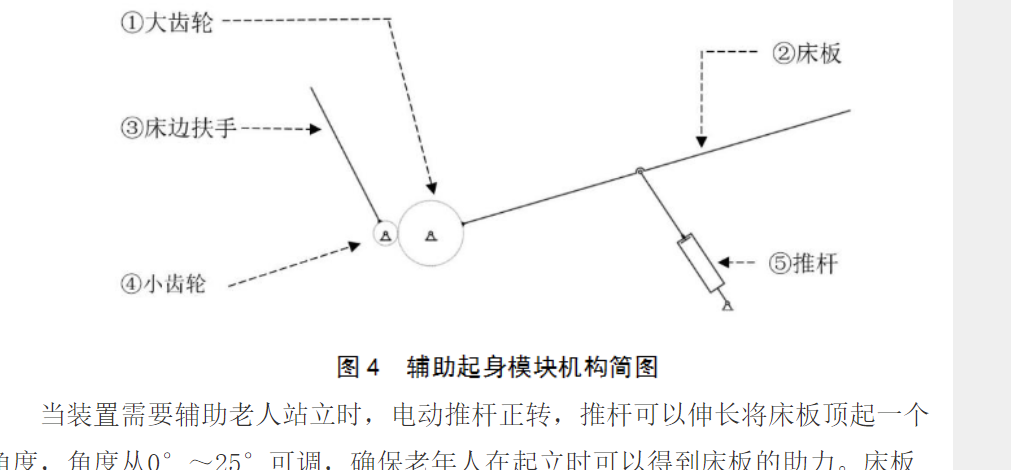 ①大齿轮
②床板
③床边扶手
④小齿轮
⑤推杆
图4 辅助起身模块机构简图
当装置需要辅助老人站立时，电动推杆正转，推杆可以伸长将床板顶起一个
角度，角度从0°～25°可调，确保老年人在起立时可以得到床板的助力。床板